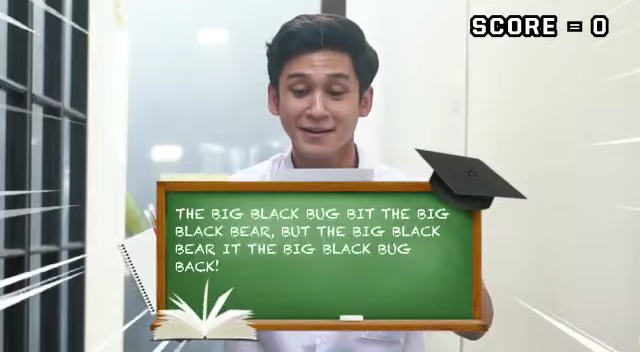 SCORE = 0
THE BIG BLACK BUG BIT THE BIG
BLACK BEAR, BUT THE BIG BLACK
BEAR IT THE BIG BLACK BUG
BACK!